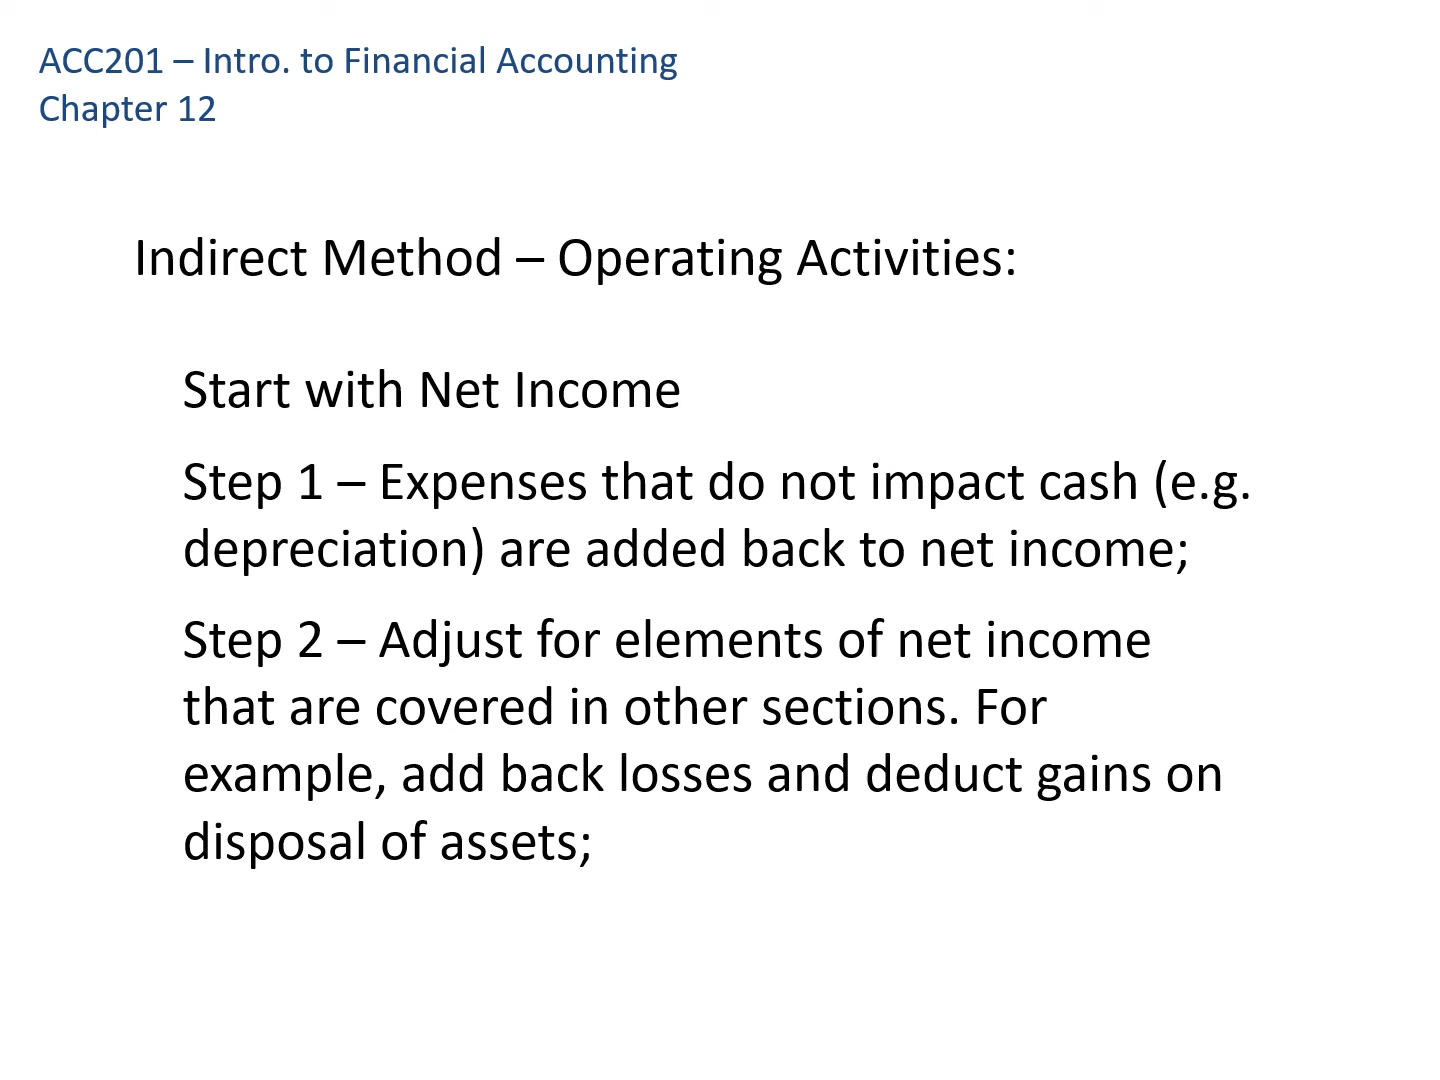 ACC201 – Intro. to Financial Accounting
Chapter 12
Indirect Method – Operating Activities:
Start with Net Income
Step 1 – Expenses that do not impact cash (e.g.
depreciation) are added back to net income;
Step 2 – Adjust for elements of net income
that are covered in other sections. For
example, add back losses and deduct gains on
disposal of assets;